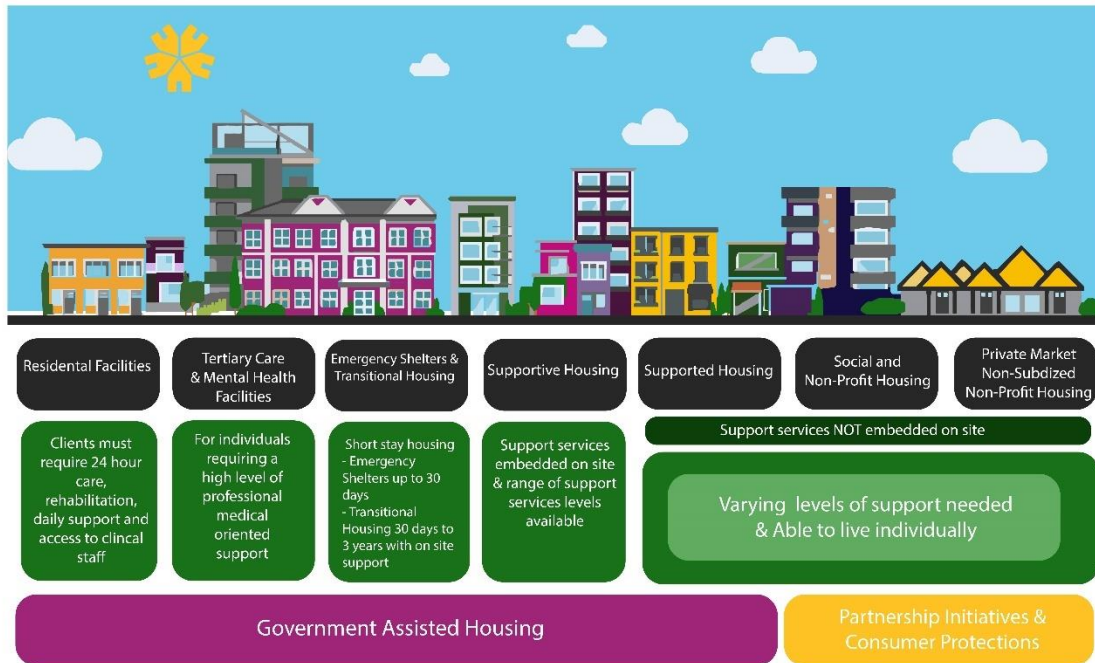 Residental Facilities
Tertiary Care
& Mental Health
Facilities
Emergency Shelters &
Transitional Housing
Supportive Housing
Supported Housing
Social and
Non-Profit Housing
Private Market
Non-Subdized
Non-Profit Housing
Clients must
require 24 hour
care,
rehabilitation,
daily support and
access to clincal
staff
For individuals
requiring a
high level of
professional
medical
oriented
support
Short stay housing
- Emergency
Shelters up to 30
days
- Transitional
Housing 30 days to
3 years with on site
support
Support services
embedded on site
& range of support
services levels
available
Support services NOT embedded on site
Varying levels of support needed
& Able to live individually
Government Assisted Housing
Partnership Initiatives &
Consumer Protections